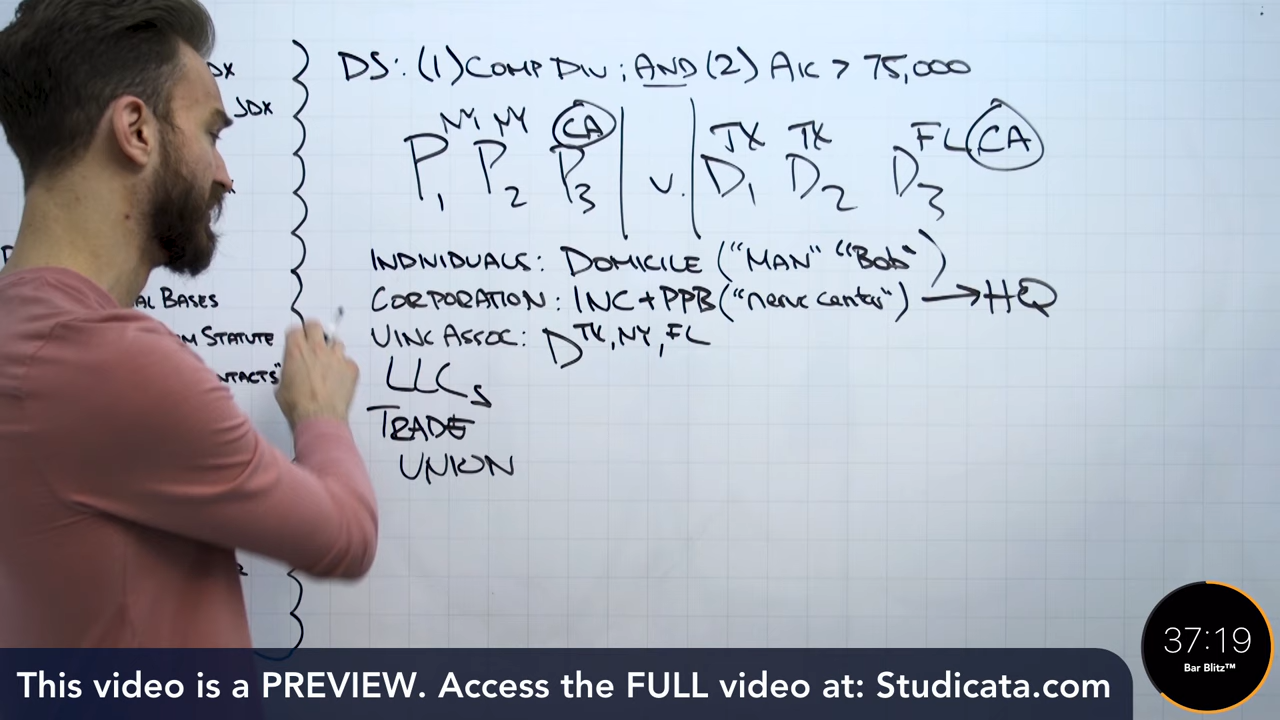 DX
JDX
AL BASES
M STATUTE
NTACTS"
DS: (1) COMP DIV; AND (2) AIC > 75,000
NY NY CA TX TX FL CA
P1 P2 P3 v. D1 D2 D3
INDIVIDUALS: DOMICILE ("MAN" "BOB")
CORPORATION: INC + PPB ("nerve center") → HQ
UINC ASSOC: D TX, NY, FL
LLCs
TRADE
UNION
37:19
Bar Blitz™
This video is a PREVIEW. Access the FULL video at: Studicata.com